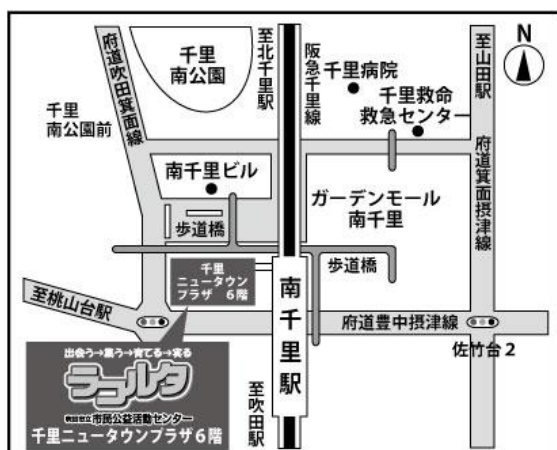 府道吹田箕面線
千里
南公園
至北千里駅
阪急千里線
千里病院
千里救命
救急センター
至山田駅
N
千里
南公園前
南千里ビル
ガーデンモール
南千里
府道箕面摂津線
歩道橋
歩道橋
千里
ニュータウン
プラザ 6階
南千里駅
至桃山台駅
府道豊中摂津線
佐竹台2
出会う→集う→育てる→実る
ラコルタ
吹田市立市民公益活動センター
千里ニュータウンプラザ6階
至吹田駅